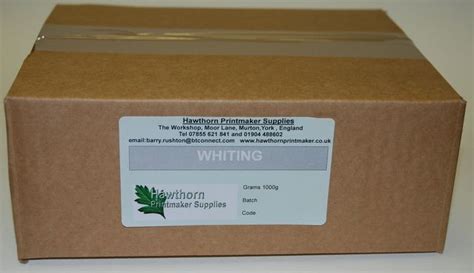 Hawthorn Printmaker Supplies
The Workshop, Moor Lane, Murton,York , England
Tel 07855 621 841 and 01904 488602
email:barry.rushton@btconnect.com www.hawthornprintmaker.co.uk
WHITING
Grams 1000g
Hawthorn
Printmaker Supplies
Batch
Code